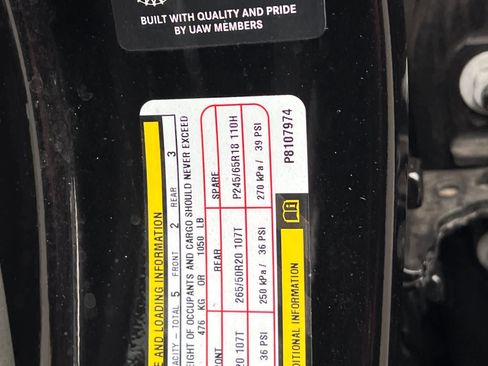 BUILT WITH QUALITY AND PRIDE
BY UAW MEMBERS
E AND LOADING INFORMATION
ACITY - TOTAL 5 FRONT 2 REAR 3
EIGHT OF OCCUPANTS AND CARGO SHOULD NEVER EXCEED
476 KG OR 1050 LB
RONT REAR SPARE
0R20 107T 265/50R20 107T P245/65R18 110H
36 PSI 250 kPa / 36 PSI 270 kPa / 39 PSI
DITIONAL INFORMATION
P8107974